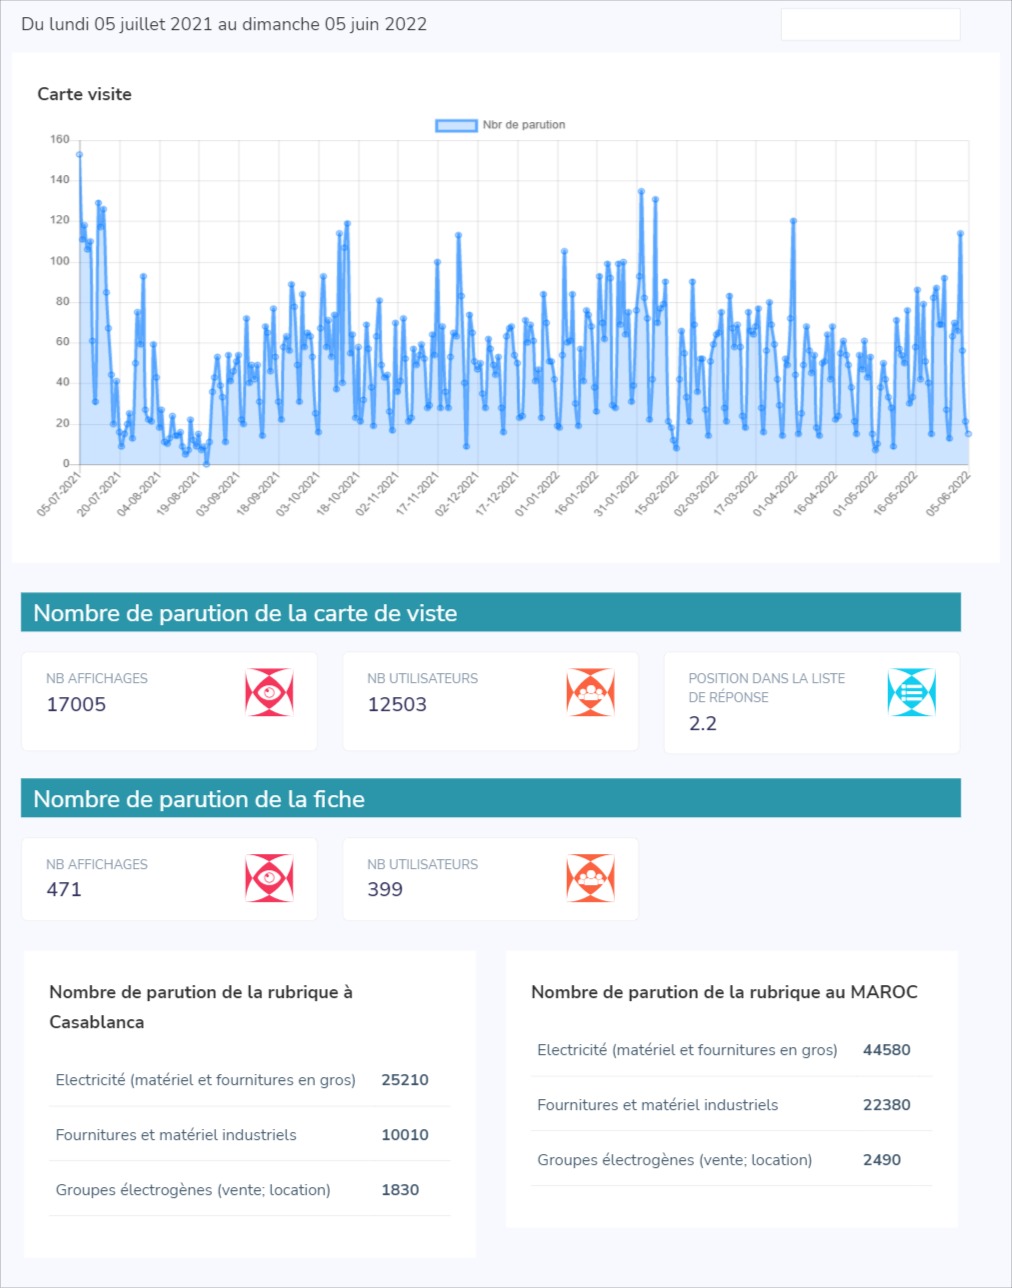 Du lundi 05 juillet 2021 au dimanche 05 juin 2022
Carte visite
Nbr de parution
160
140
120
100
80
60
40
20
0
05-07-2021
20-07-2021
04-08-2021
19-08-2021
03-09-2021
18-09-2021
03-10-2021
18-10-2021
02-11-2021
17-11-2021
02-12-2021
17-12-2021
01-01-2022
16-01-2022
31-01-2022
15-02-2022
02-03-2022
17-03-2022
01-04-2022
16-04-2022
01-05-2022
16-05-2022
05-06-2022
Nombre de parution de la carte de viste
NB AFFICHAGES
17005
NB UTILISATEURS
12503
POSITION DANS LA LISTE
DE RÉPONSE
2.2
Nombre de parution de la fiche
NB AFFICHAGES
471
NB UTILISATEURS
399
Nombre de parution de la rubrique à
Casablanca
Electricité (matériel et fournitures en gros) 25210
Fournitures et matériel industriels 10010
Groupes électrogènes (vente; location) 1830
Nombre de parution de la rubrique au MAROC
Electricité (matériel et fournitures en gros) 44580
Fournitures et matériel industriels 22380
Groupes électrogènes (vente; location) 2490